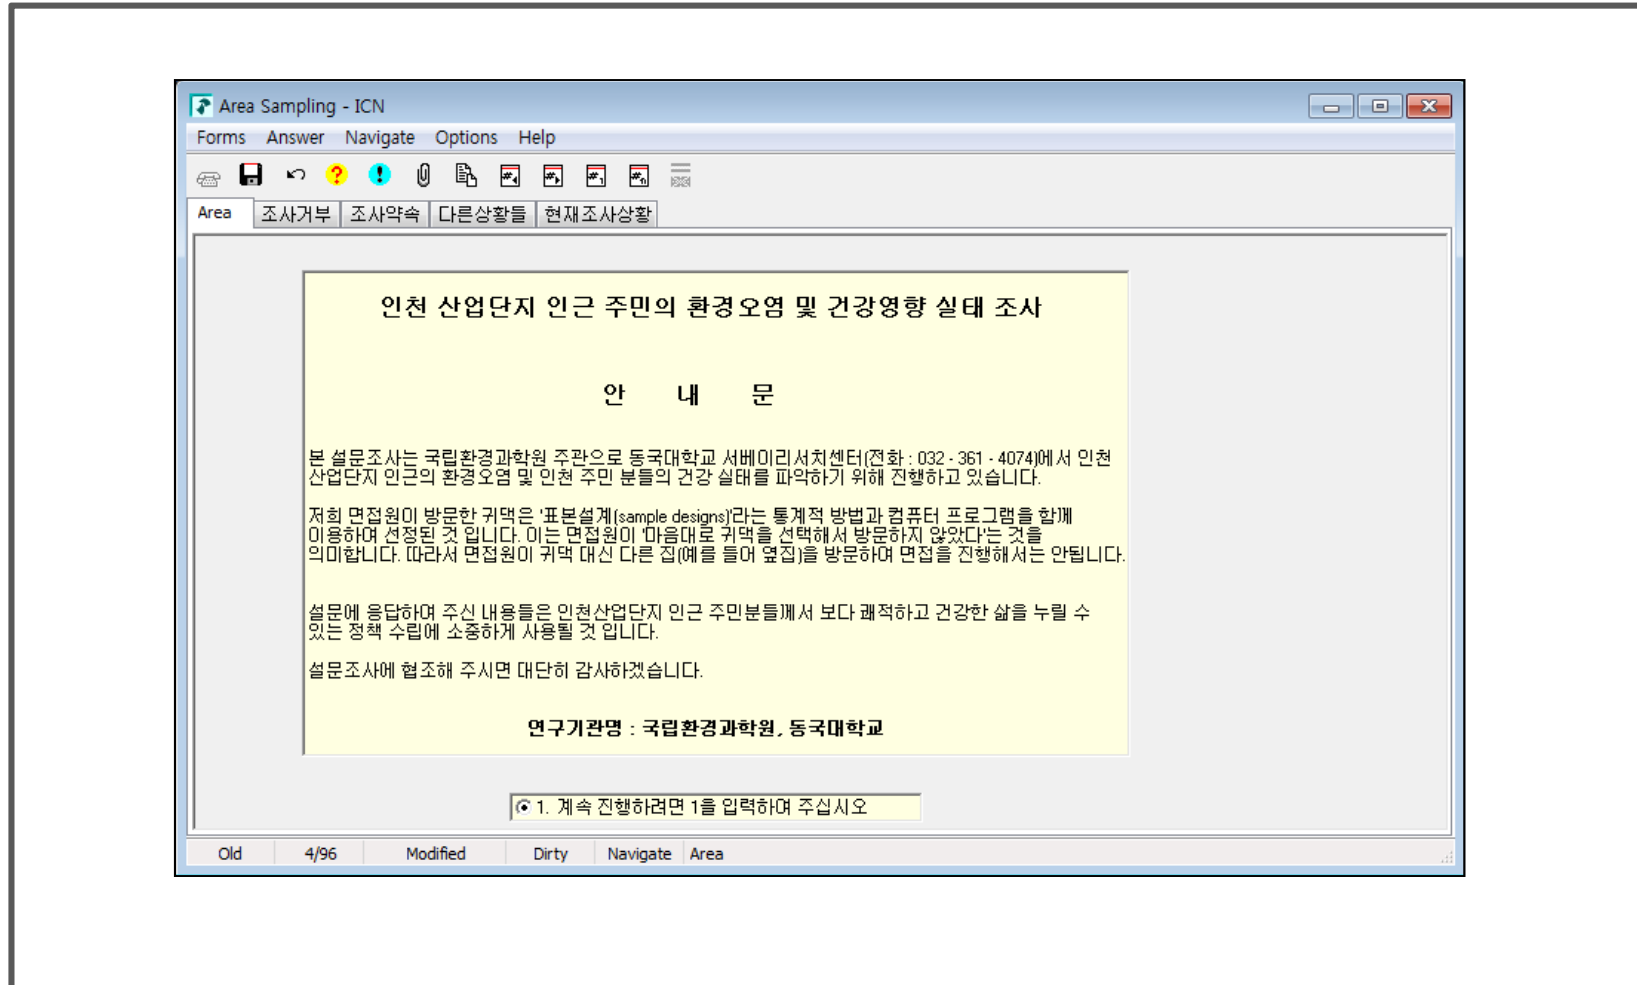 Area Sampling - ICN
Forms Answer Navigate Options Help
Area 조사거부 조사약속 다른상황들 현재조사상황
인천 산업단지 인근 주민의 환경오염 및 건강영향 실태 조사
안 내 문
본 설문조사는 국립환경과학원 주관으로 동국대학교 서베이리서치센터(전화 : 032 - 361 - 4074)에서 인천
산업단지 인근의 환경오염 및 인천 주민 분들의 건강 실태를 파악하기 위해 진행하고 있습니다.
저희 면접원이 방문한 귀댁은 '표본설계(sample designs)'라는 통계적 방법과 컴퓨터 프로그램을 함께
이용하여 선정된 것 입니다. 이는 면접원이 '마음대로 귀댁을 선택해서 방문하지 않았다'는 것을
의미합니다. 따라서 면접원이 귀댁 대신 다른 집(예를 들어 옆집)을 방문하여 면접을 진행해서는 안됩니다.
설문에 응답하여 주신 내용들은 인천산업단지 인근 주민분들께서 보다 쾌적하고 건강한 삶을 누릴 수
있는 정책 수립에 소중하게 사용될 것 입니다.
설문조사에 협조해 주시면 대단히 감사하겠습니다.
연구기관명 : 국립환경과학원, 동국대학교
1. 계속 진행하려면 1을 입력하여 주십시오
Old 4/96 Modified Dirty Navigate Area